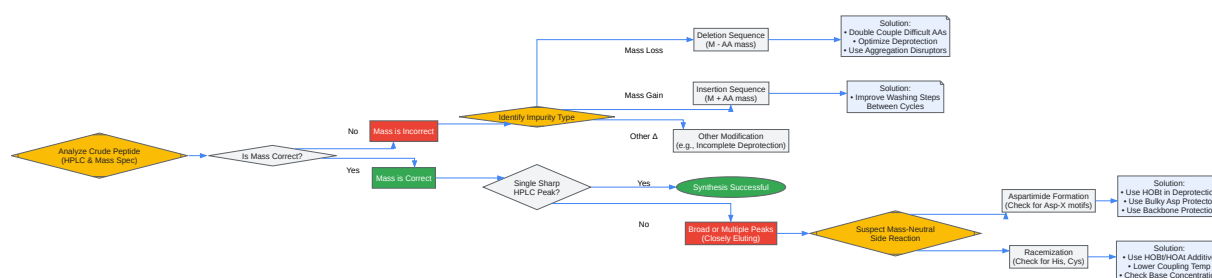 Analyze Crude Peptide
(HPLC & Mass Spec)
Is Mass Correct?
No
Yes
Mass is Incorrect
Mass is Correct
Identify Impurity Type
Mass Loss
Mass Gain
Other Δ
Deletion Sequence
(M - AA mass)
Solution:
• Double Couple Difficult AAs
• Optimize Deprotection
• Use Aggregation Disruptors
Insertion Sequence
(M + AA mass)
Solution:
• Improve Washing Steps
Between Cycles
Other Modification
(e.g., Incomplete Deprotection)
Single Sharp
HPLC Peak?
Yes
No
Synthesis Successful
Broad or Multiple Peaks
(Closely Eluting)
Suspect Mass-Neutral
Side Reaction
Aspartimide Formation
(Check for Asp-X motifs)
Solution:
• Use HOBt in Deprotecti
• Use Bulky Asp Protecto
• Use Backbone Protectio
Racemization
(Check for His, Cys)
Solution:
• Use HOBt/HOAt Additiv
• Lower Coupling Temp
• Check Base Concentratio